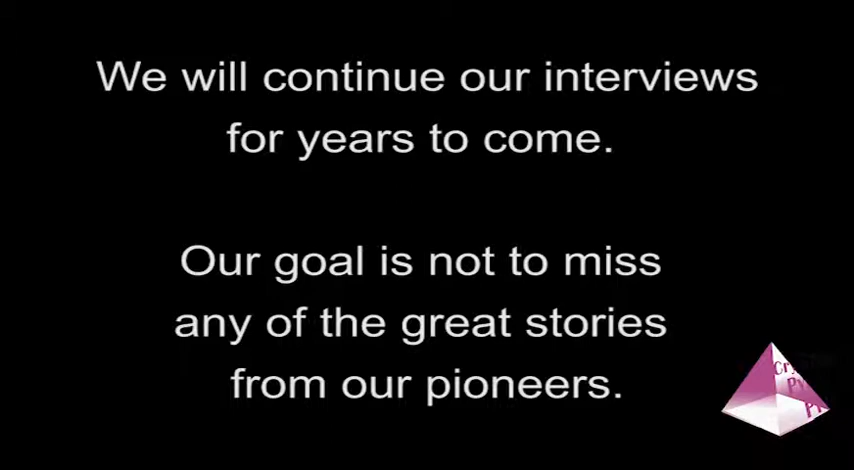 We will continue our interviews
for years to come.
Our goal is not to miss
any of the great stories
from our pioneers.